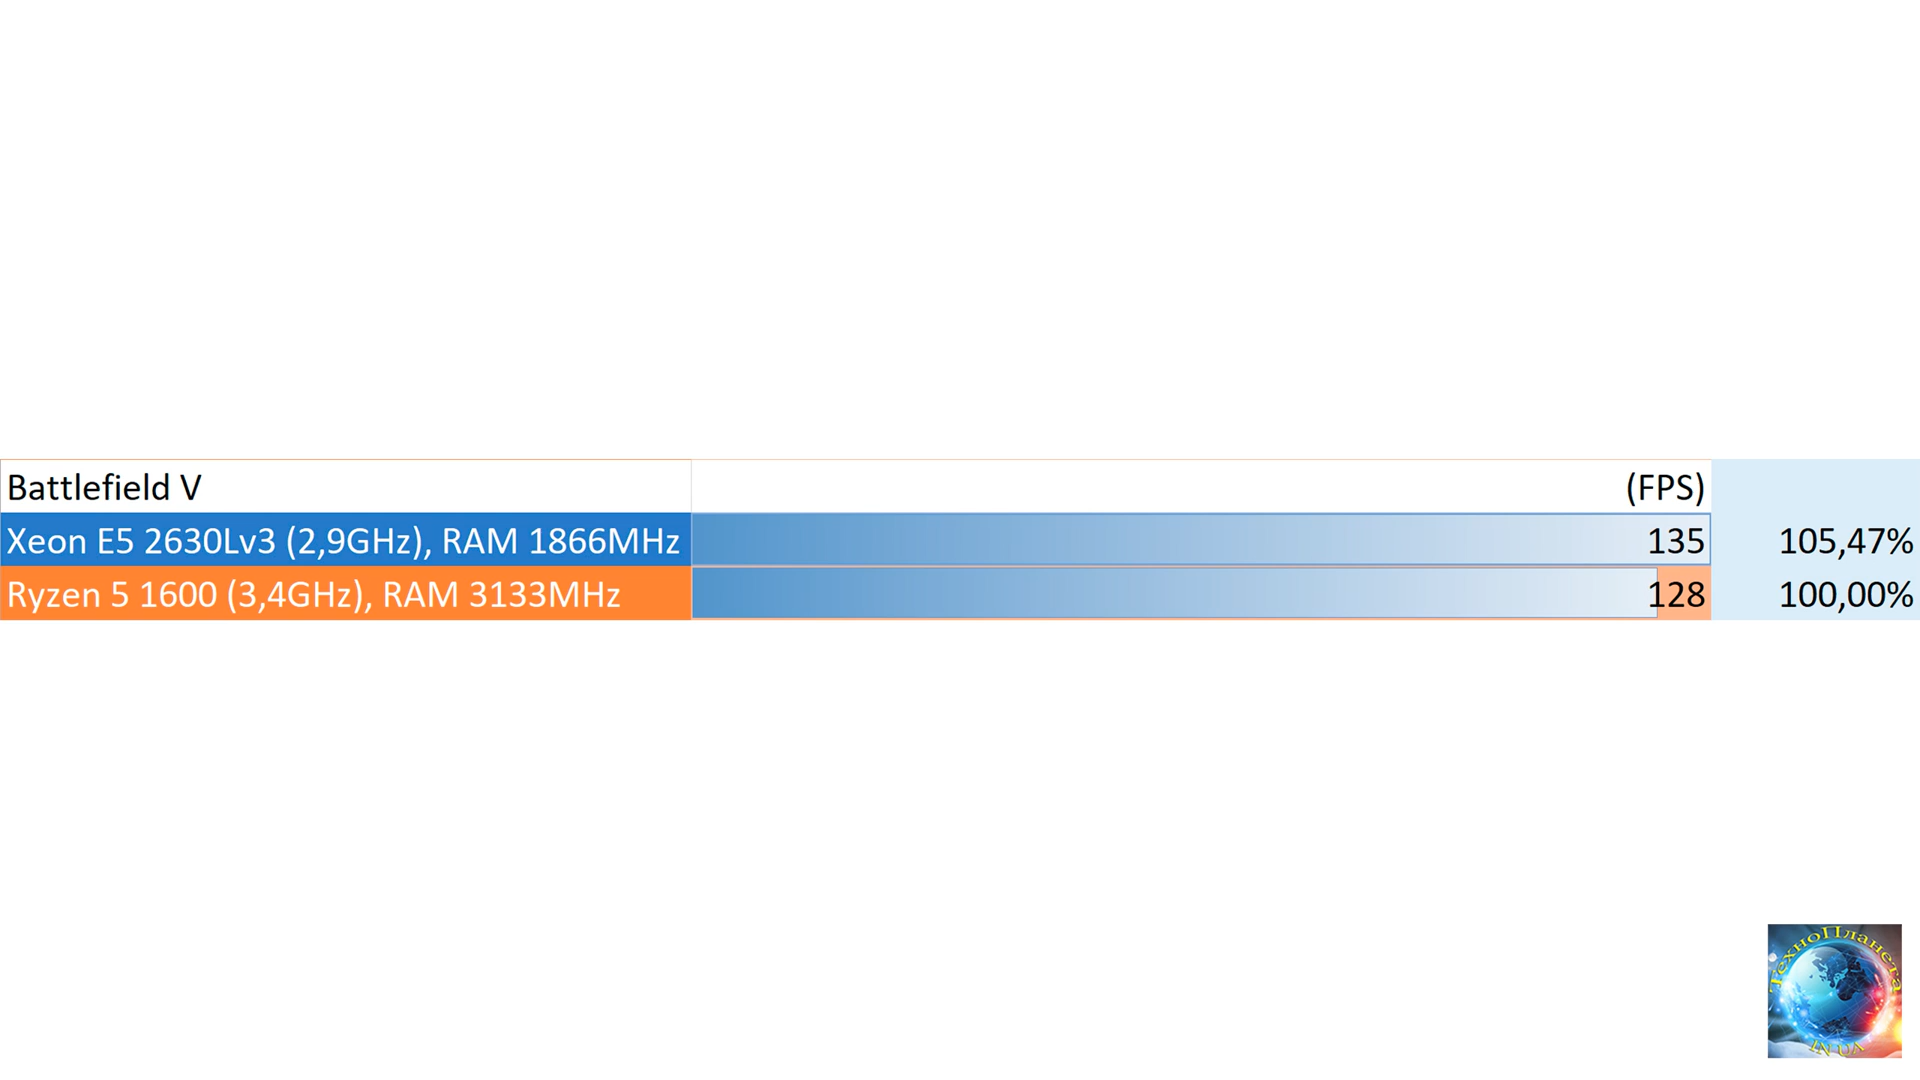 Battlefield V (FPS)
Xeon E5 2630Lv3 (2,9GHz), RAM 1866MHz 135 105,47%
Ryzen 5 1600 (3,4GHz), RAM 3133MHz 128 100,00%
ТехноПланета
IN UA